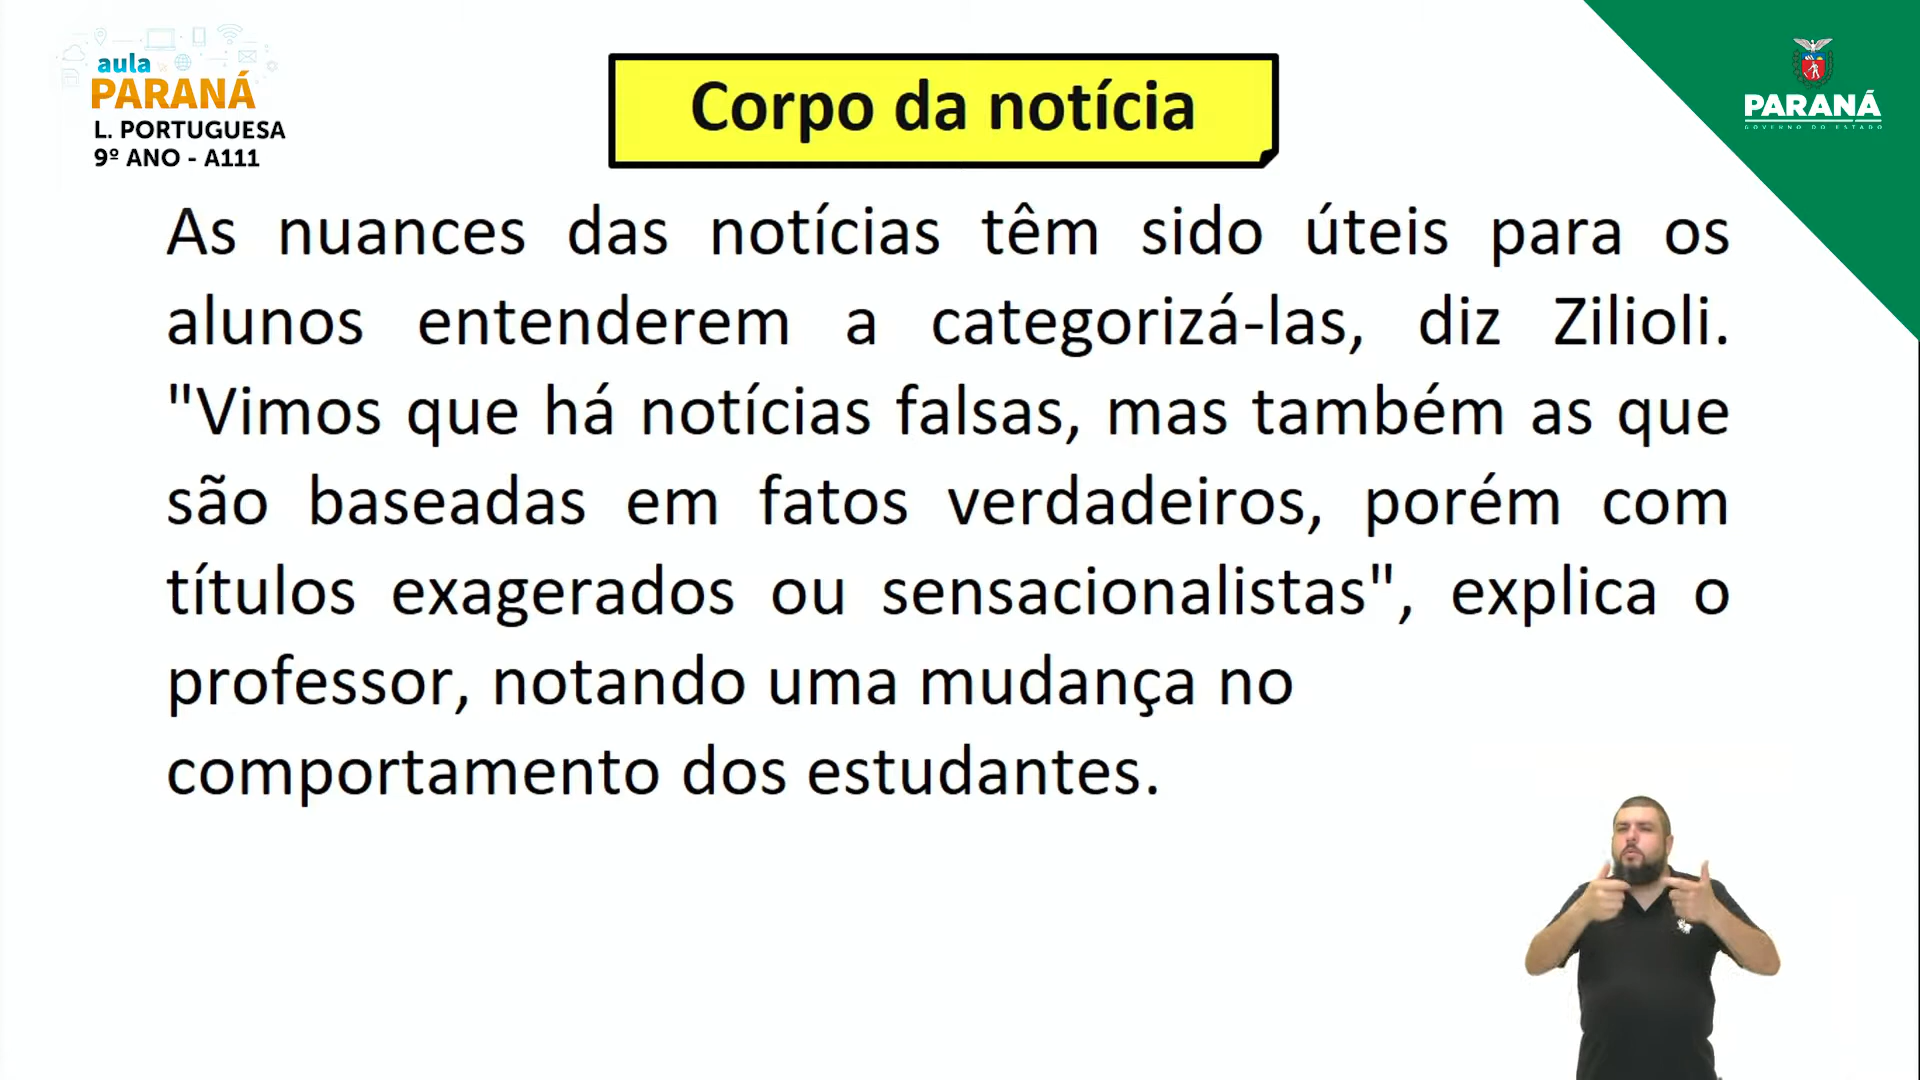 aula
PARANÁ
L. PORTUGUESA
9º ANO - A111
Corpo da notícia
PARANÁ
GOVERNO DO ESTADO
As nuances das notícias têm sido úteis para os
alunos entenderem a categorizá-las, diz Zilioli.
"Vimos que há notícias falsas, mas também as que
são baseadas em fatos verdadeiros, porém com
títulos exagerados ou sensacionalistas", explica o
professor, notando uma mudança no
comportamento dos estudantes.